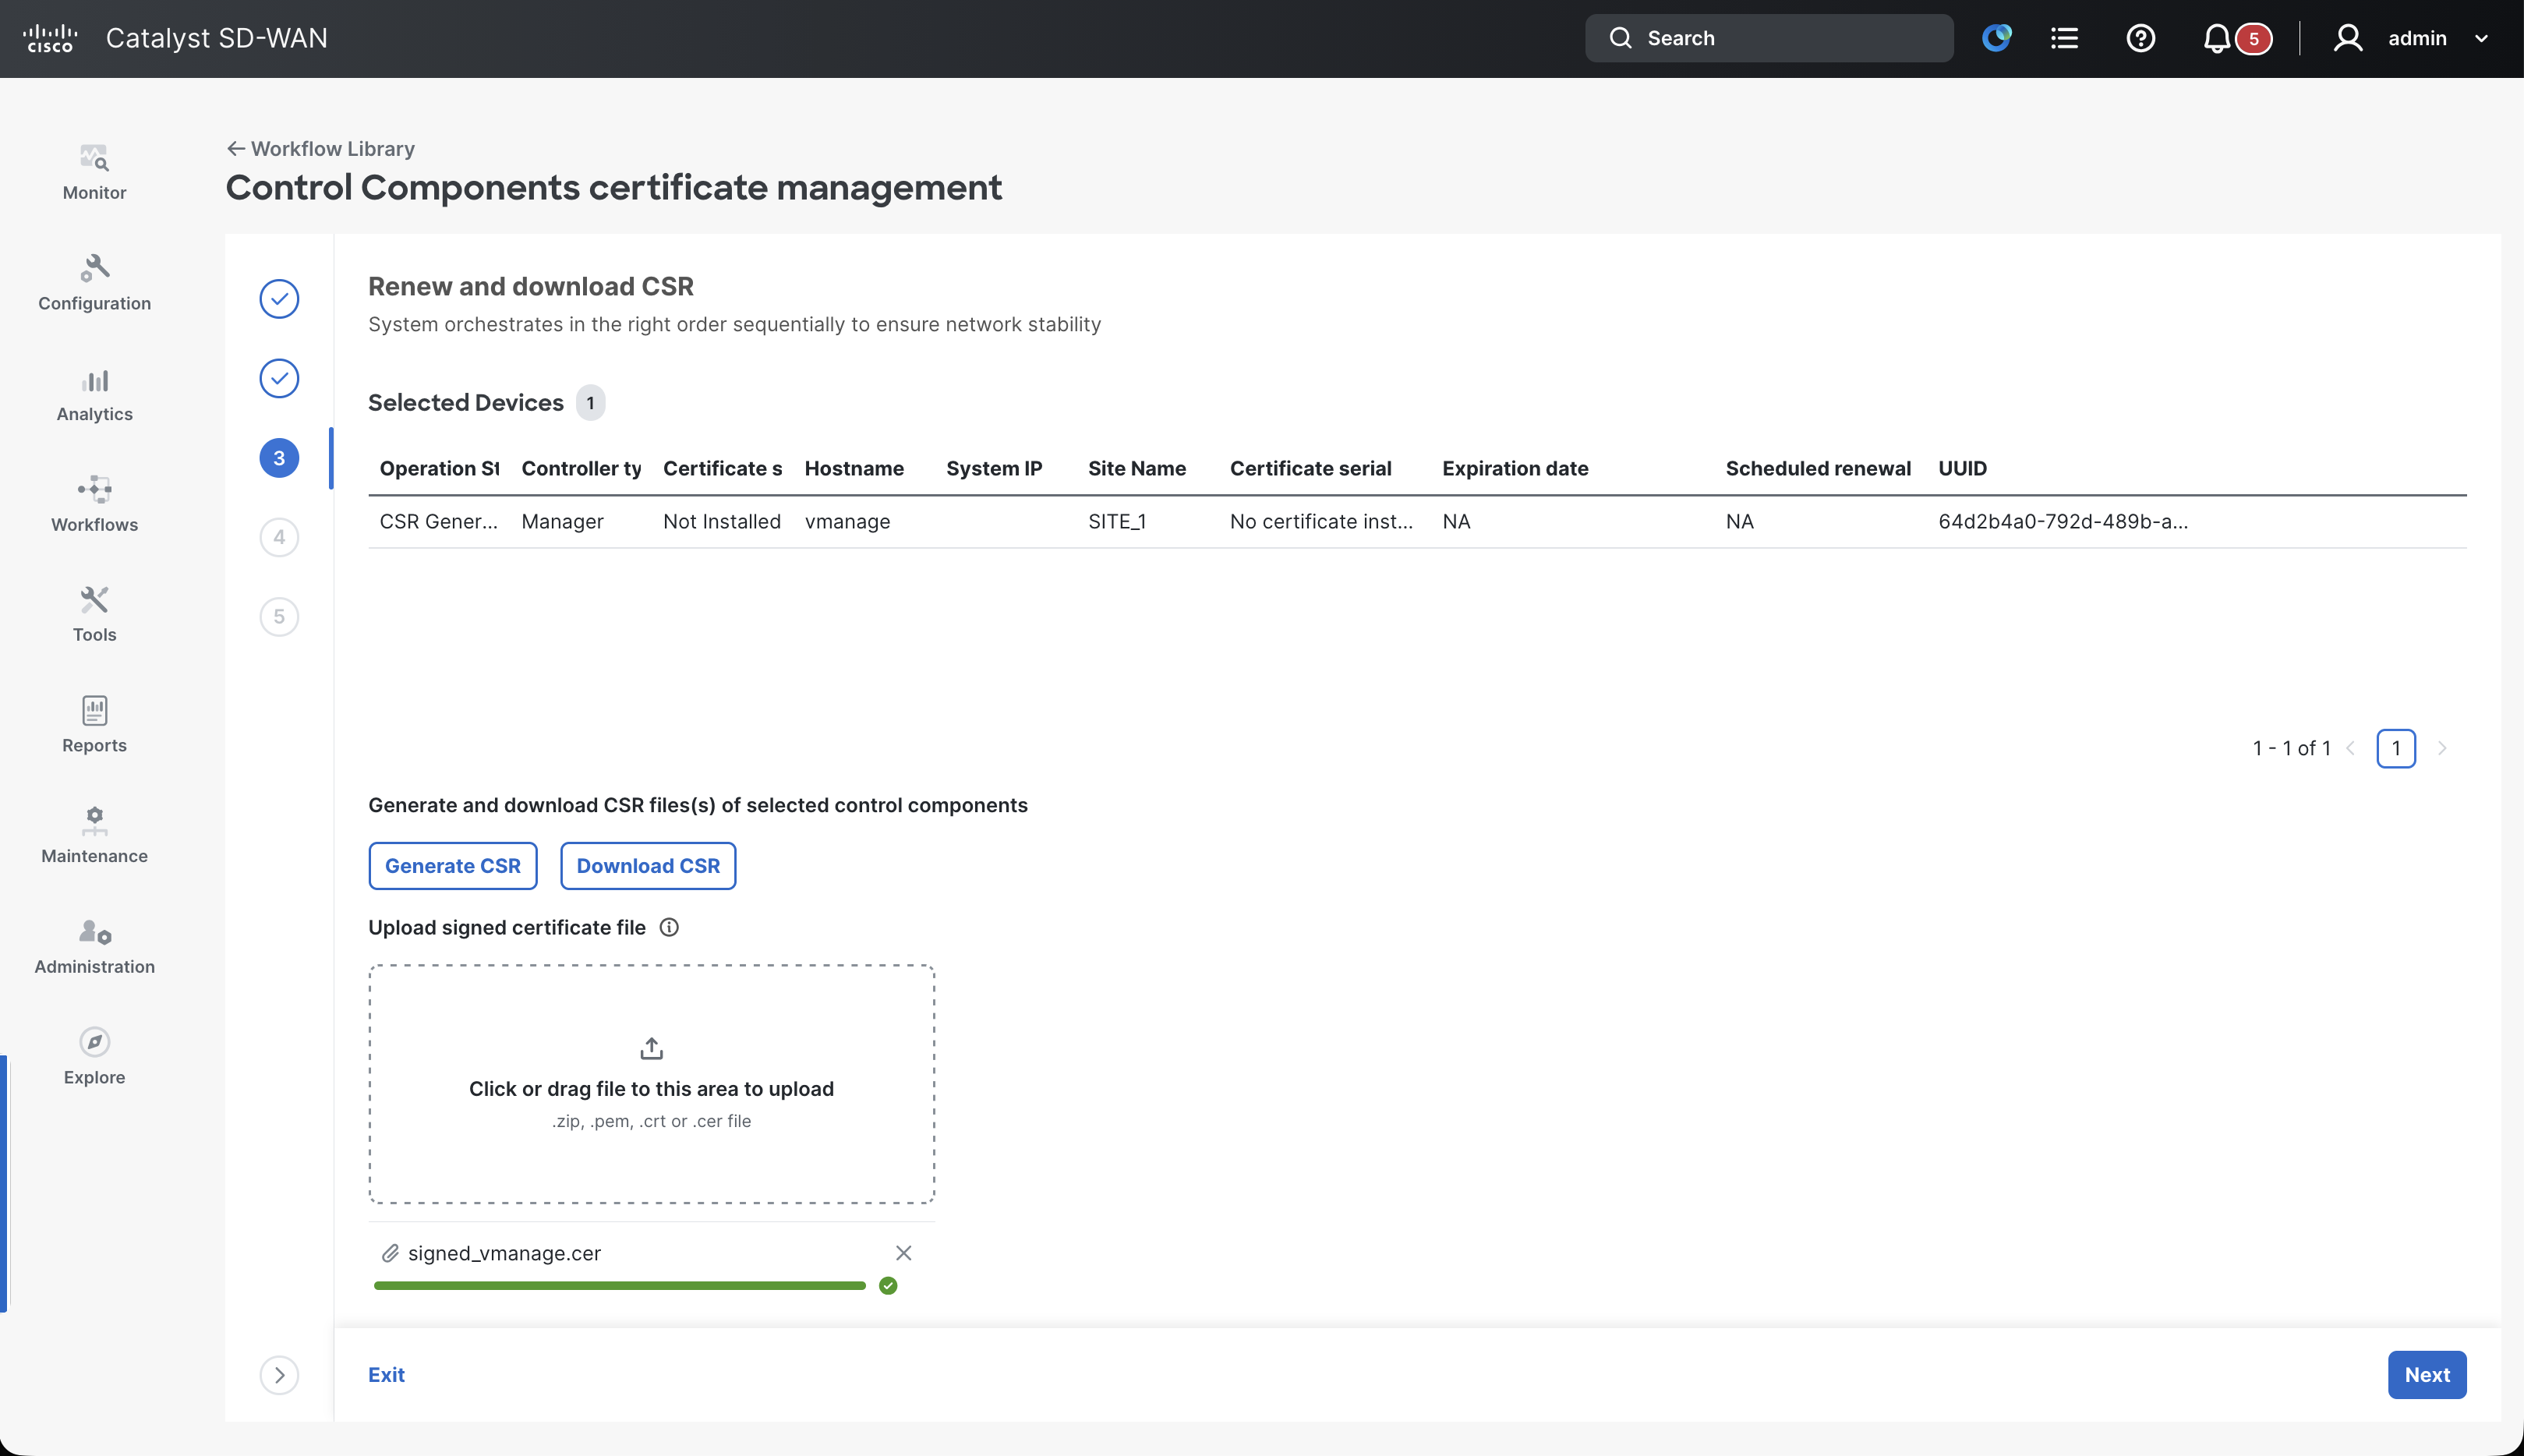 CISCO
Catalyst SD-WAN
Search
5
admin
Monitor
Configuration
Analytics
Workflows
Tools
Reports
Maintenance
Administration
Explore
Workflow Library
Control Components certificate management
3
4
5
Renew and download CSR
System orchestrates in the right order sequentially to ensure network stability
Selected Devices 1
Operation St Controller ty Certificate s Hostname System IP Site Name Certificate serial Expiration date Scheduled renewal UUID
CSR Gener... Manager Not Installed vmanage SITE_1 No certificate inst... NA NA 64d2b4a0-792d-489b-a...
1 - 1 of 1 1
Generate and download CSR files(s) of selected control components
Generate CSR Download CSR
Upload signed certificate file
Click or drag file to this area to upload
.zip, .pem, .crt or .cer file
signed_vmanage.cer
Exit Next